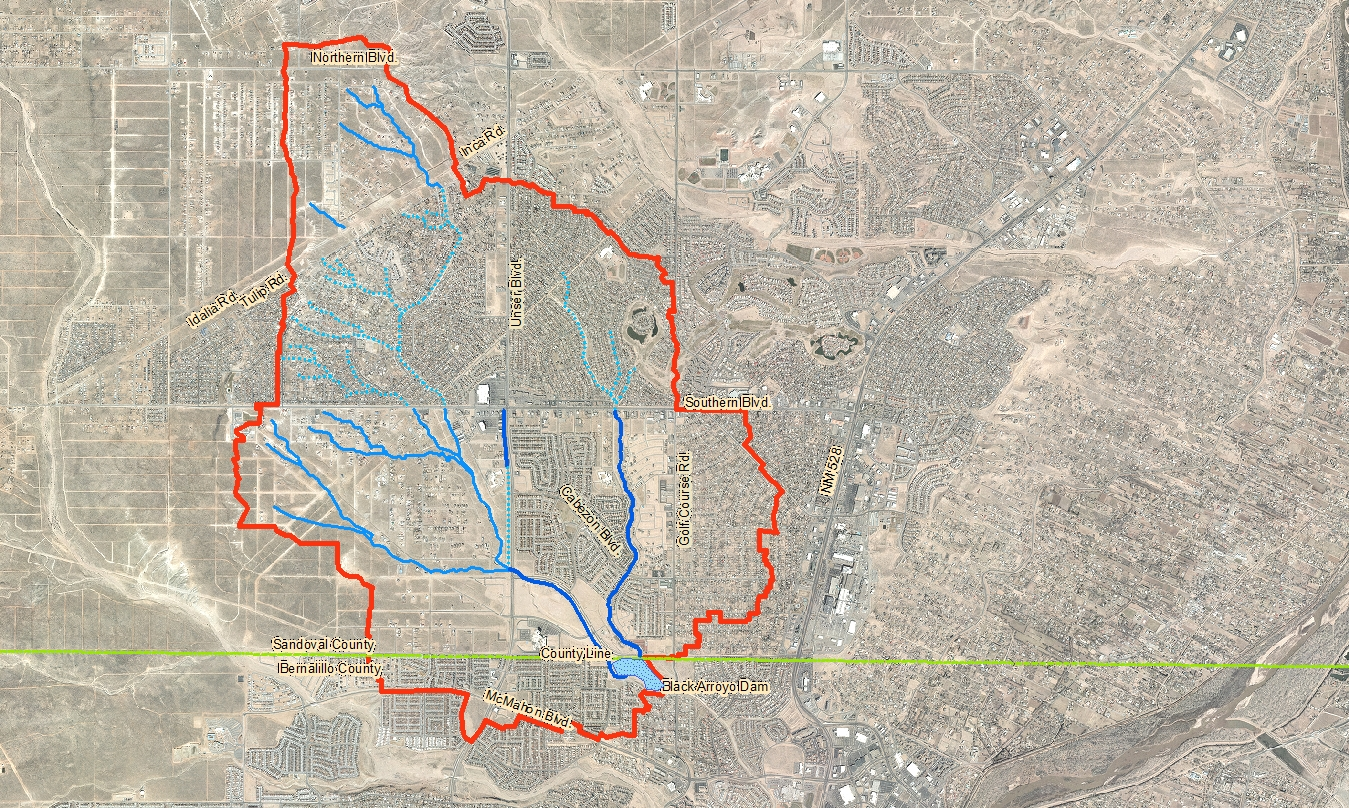 Northern Blvd.
Inca Rd.
Idalia Rd.
Tulip Rd.
Unser Blvd.
Southern Blvd.
NM 528
Golf Course Rd.
Cabezon Blvd.
Sandoval County
County Line
Bernalillo County
Black Arroyo Dam
McMahon Blvd.